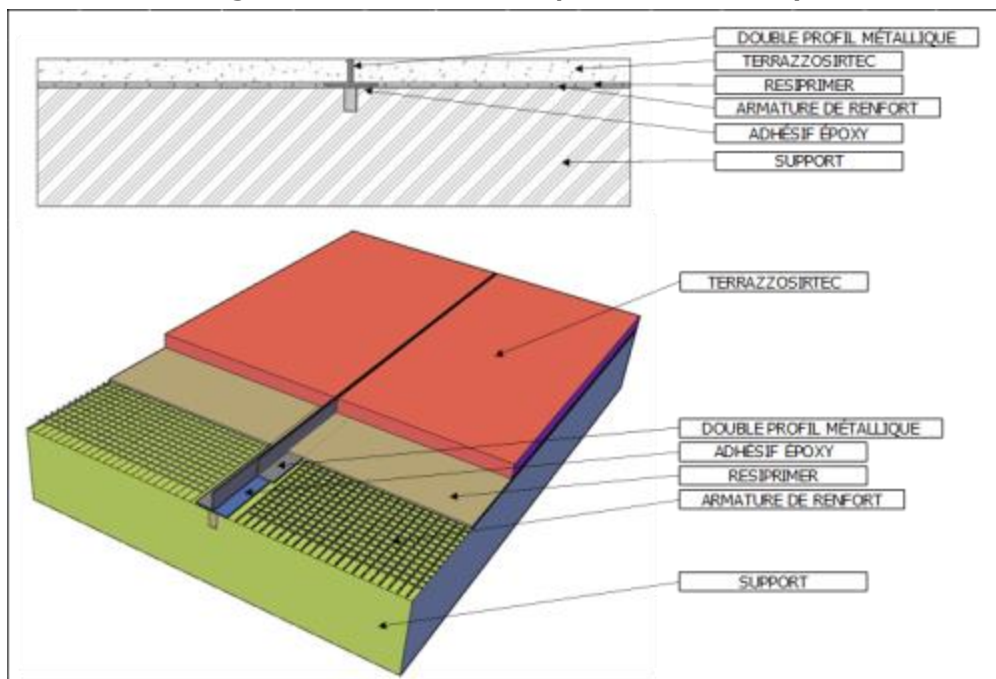 DOUBLE PROFIL MÉTALLIQUE
TERRAZZOSIRTEC
RESIPRIMER
ARMATURE DE RENFORT
ADHÉSIF ÉPOXY
SUPPORT
TERRAZZOSIRTEC
DOUBLE PROFIL MÉTALLIQUE
ADHÉSIF ÉPOXY
RESIPRIMER
ARMATURE DE RENFORT
SUPPORT